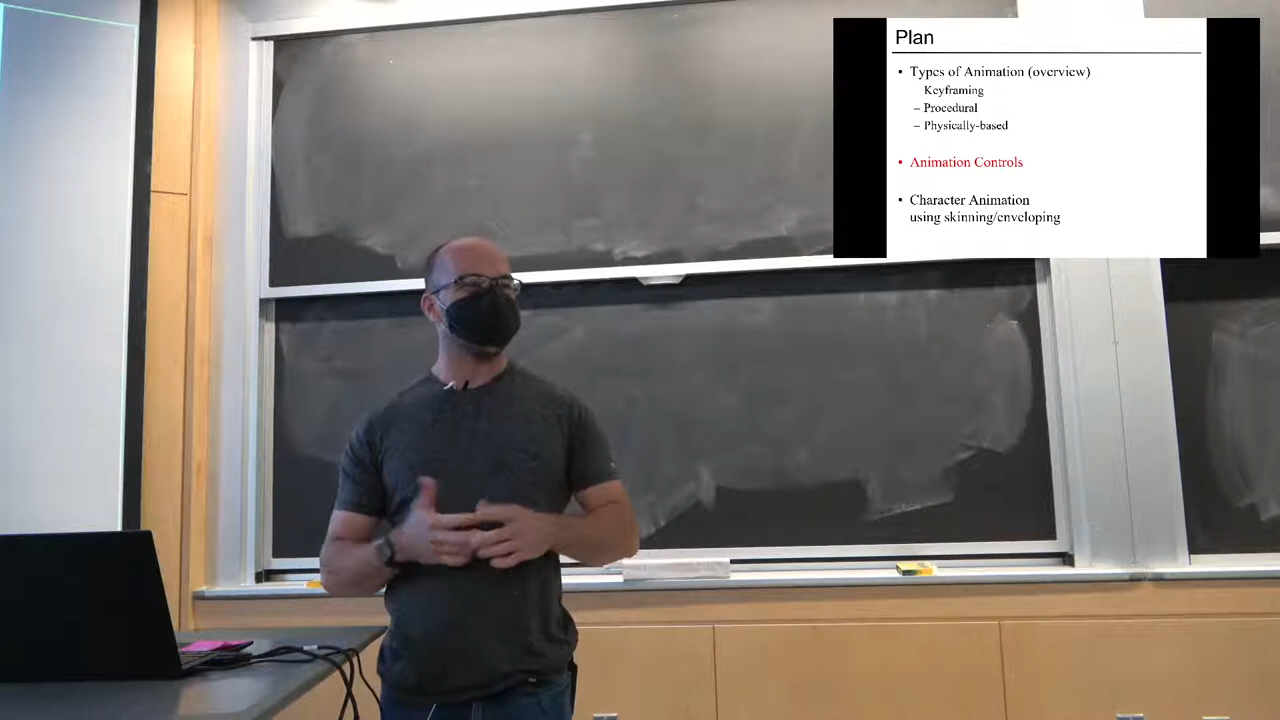 Plan
• Types of Animation (overview)
Keyframing
– Procedural
– Physically-based
• Animation Controls
• Character Animation
using skinning/enveloping